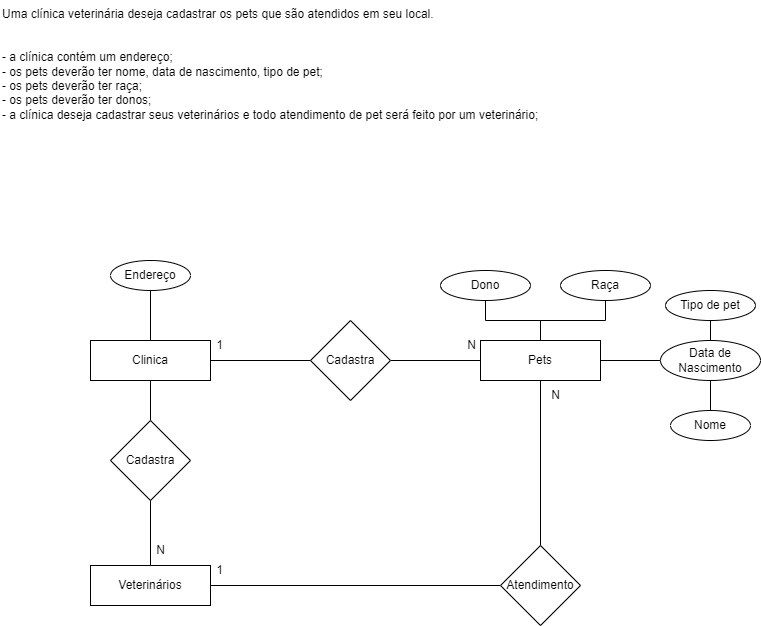 Uma clínica veterinária deseja cadastrar os pets que são atendidos em seu local.
- a clínica contém um endereço;
- os pets deverão ter nome, data de nascimento, tipo de pet;
- os pets deverão ter raça;
- os pets deverão ter donos;
- a clínica deseja cadastrar seus veterinários e todo atendimento de pet será feito por um veterinário;
Endereço
Dono
Raça
Tipo de pet
1
N
Clinica
Cadastra
Pets
Data de
Nascimento
N
Nome
Cadastra
N
1
Veterinários
Atendimento